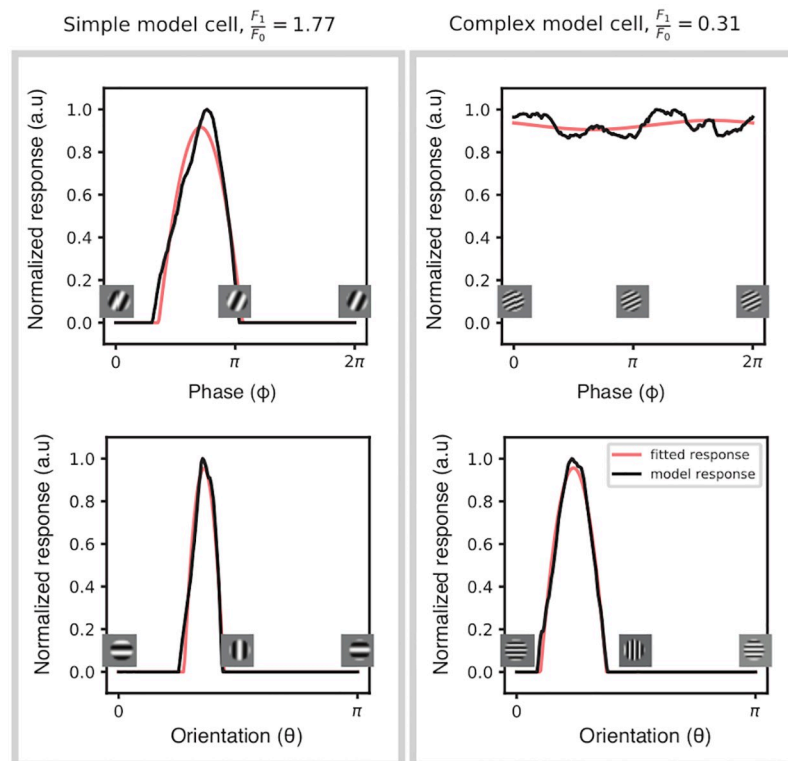 Simple model cell, F₁/F₀ = 1.77
Complex model cell, F₁/F₀ = 0.31
Normalized response (a.u)
1.0
0.8
0.6
0.4
0.2
0.0
0
π
2π
Phase (ϕ)
Normalized response (a.u)
1.0
0.8
0.6
0.4
0.2
0.0
0
π
2π
Phase (ϕ)
Normalized response (a.u)
1.0
0.8
0.6
0.4
0.2
0.0
0
π
Orientation (θ)
Normalized response (a.u)
1.0
0.8
0.6
0.4
0.2
0.0
fitted response
model response
0
π
Orientation (θ)